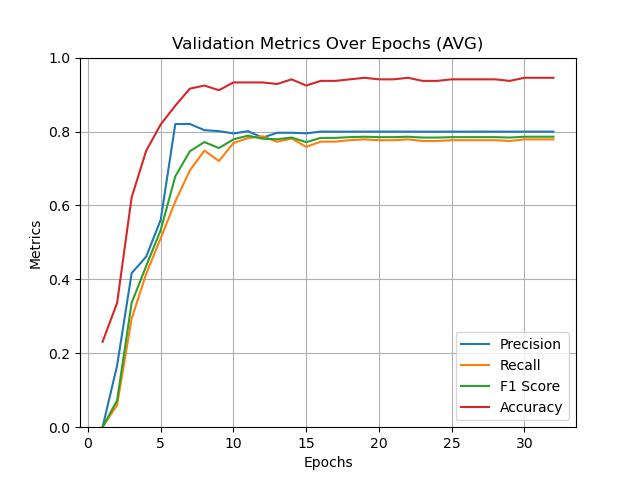 Validation Metrics Over Epochs (AVG)
1.0
0.8
0.6
0.4
0.2
0.0
Metrics
0 5 10 15 20 25 30
Epochs
Precision
Recall
F1 Score
Accuracy